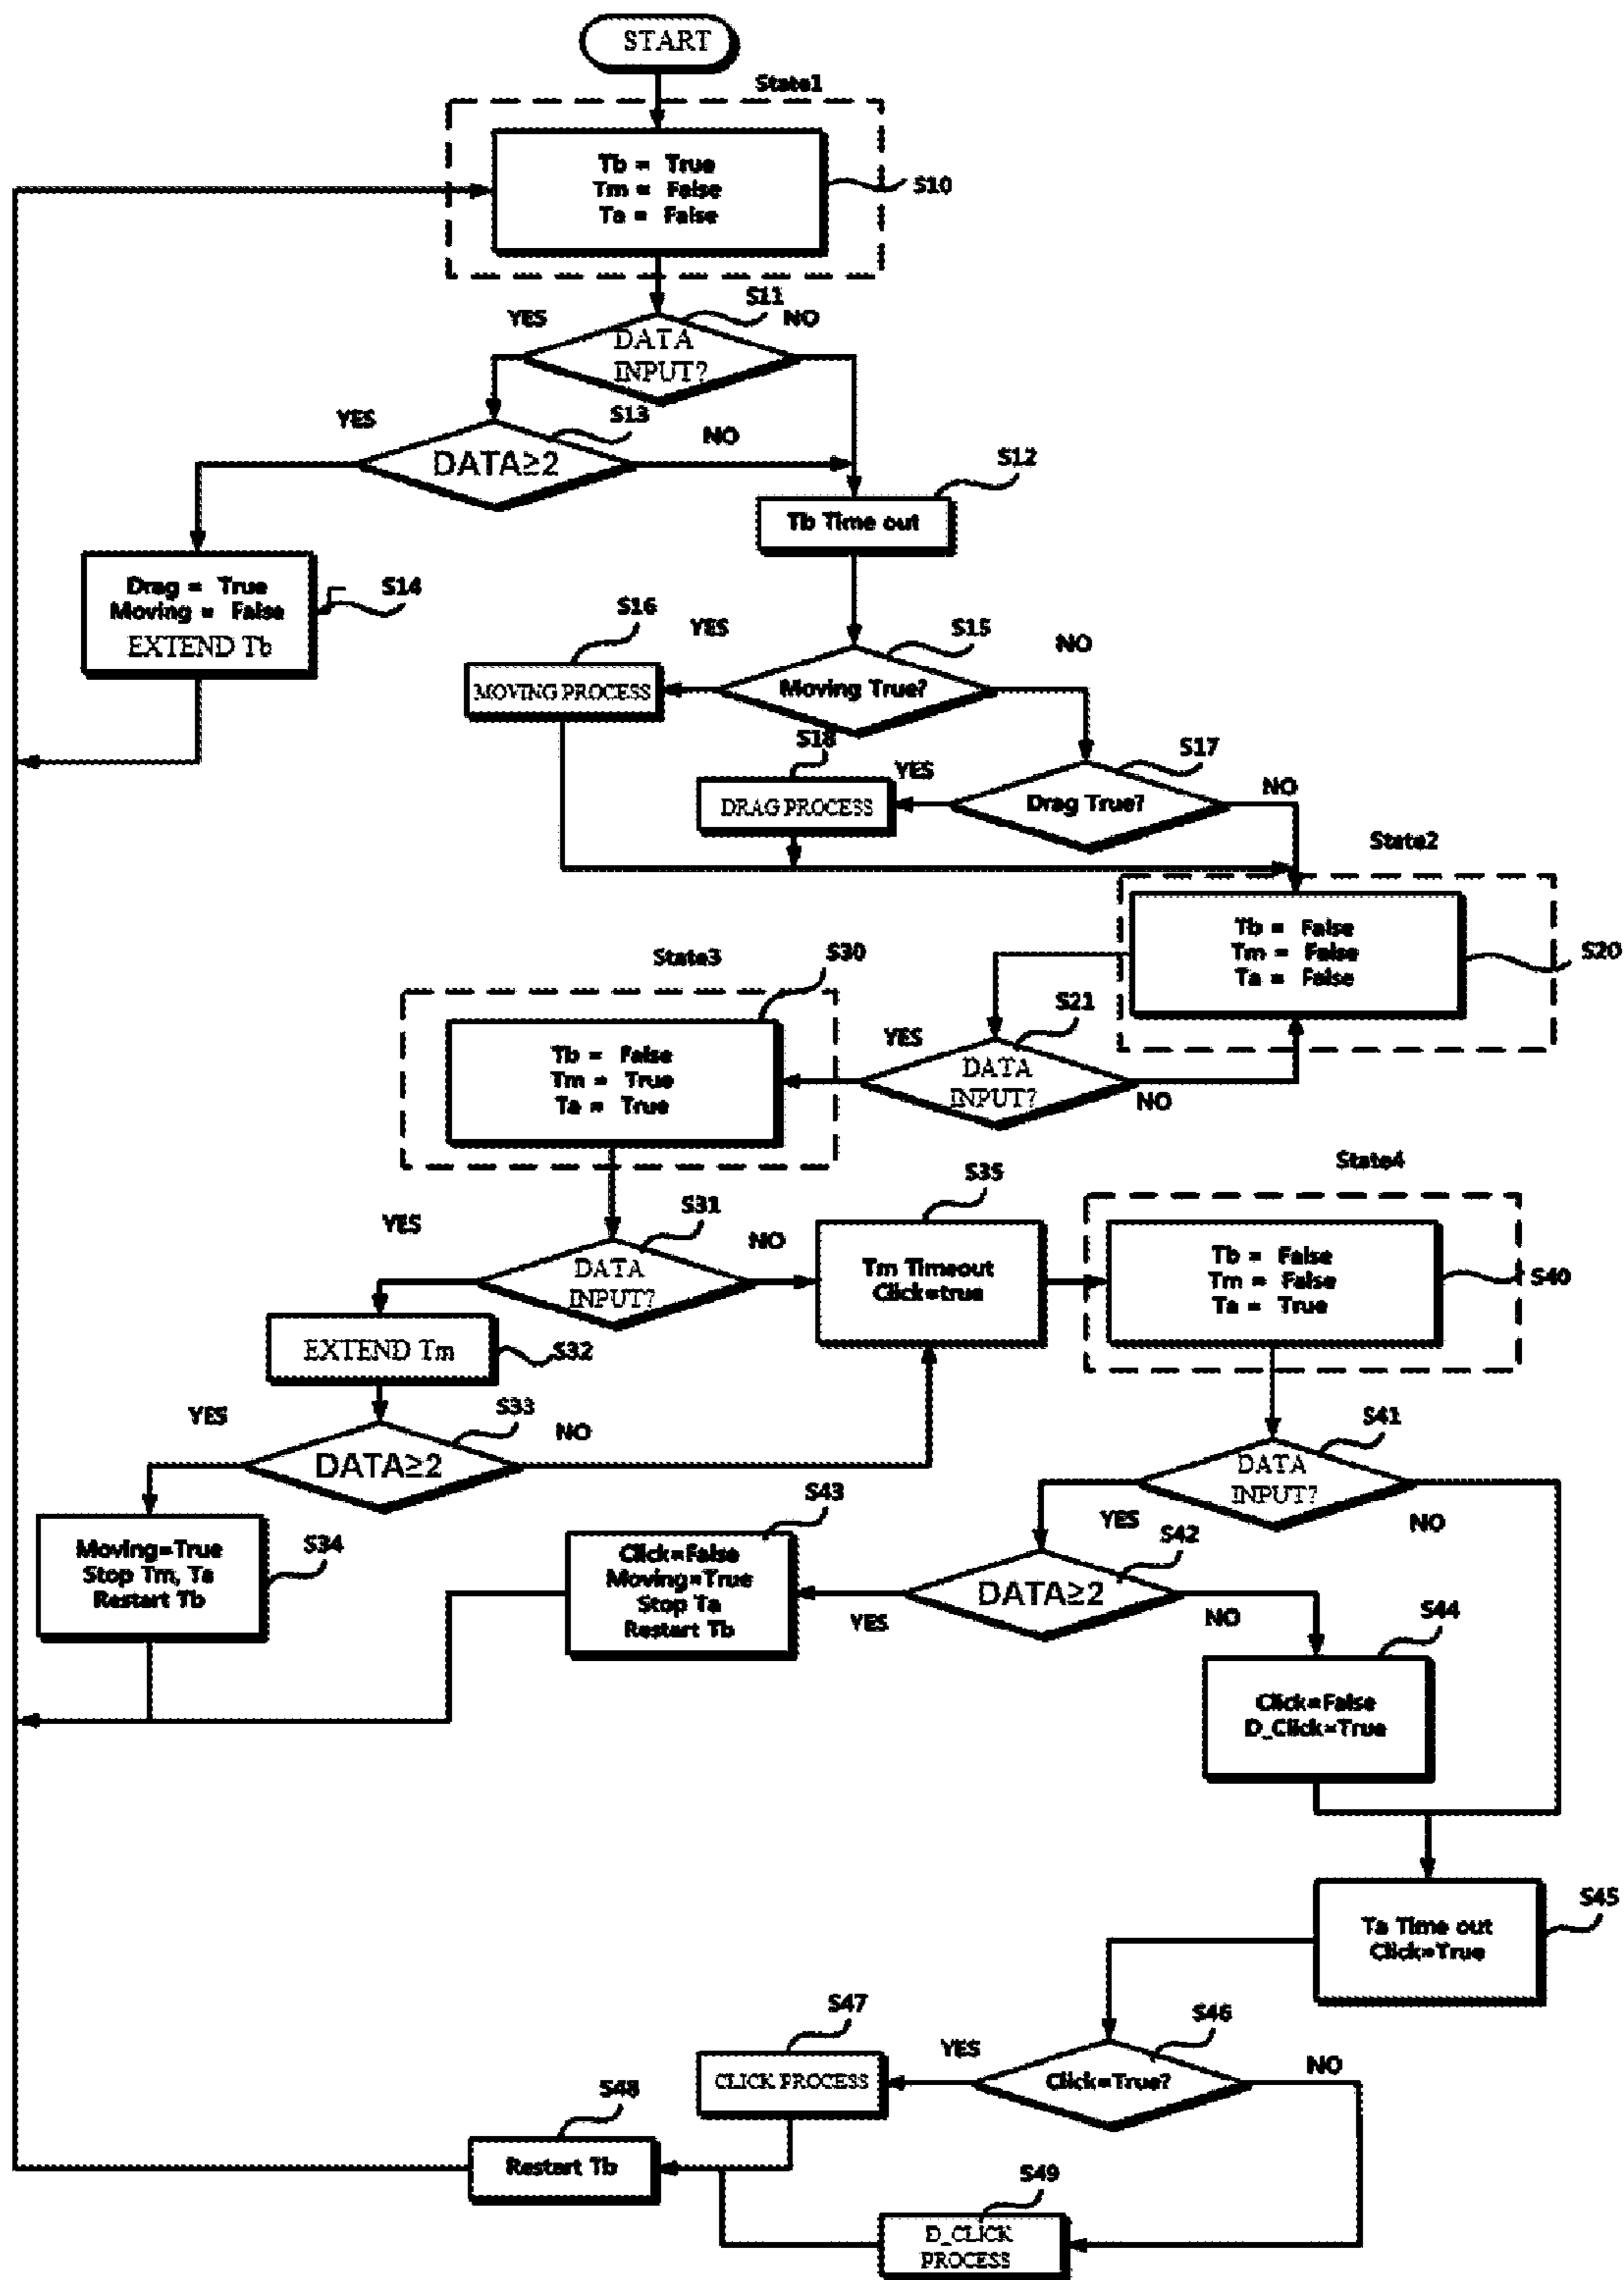 START
State1
Tb = True
Tm = False
Ta = False
S10
S11
YES
NO
DATA
INPUT?
S13
YES
NO
DATA≥2
S12
Tb Time out
Drag = True
Moving = False
EXTEND Tb
S14
S16
YES
S15
NO
MOVING PROCESS
Moving True?
S18
S17
YES
NO
DRAG PROCESS
Drag True?
State2
Tb = False
Tm = False
Ta = False
S20
State3
S30
Tb = False
Tm = True
Ta = True
S21
YES
DATA
INPUT?
NO
S35
State4
S31
YES
NO
DATA
INPUT?
Tm Timeout
Click=true
Tb = False
Tm = False
Ta = True
S40
EXTEND Tm
S32
YES
S33
NO
DATA≥2
S41
DATA
INPUT?
YES
NO
S43
S42
Moving=True
Stop Tm, Ta
Restart Tb
S34
Click=False
Moving=True
Stop Ta
Restart Tb
DATA≥2
YES
NO
S44
Click=False
D_Click=True
S45
Ta Time out
Click=True
S47
S46
YES
NO
CLICK PROCESS
Click=True?
S48
Restart Tb
S49
D_CLICK
PROCESS